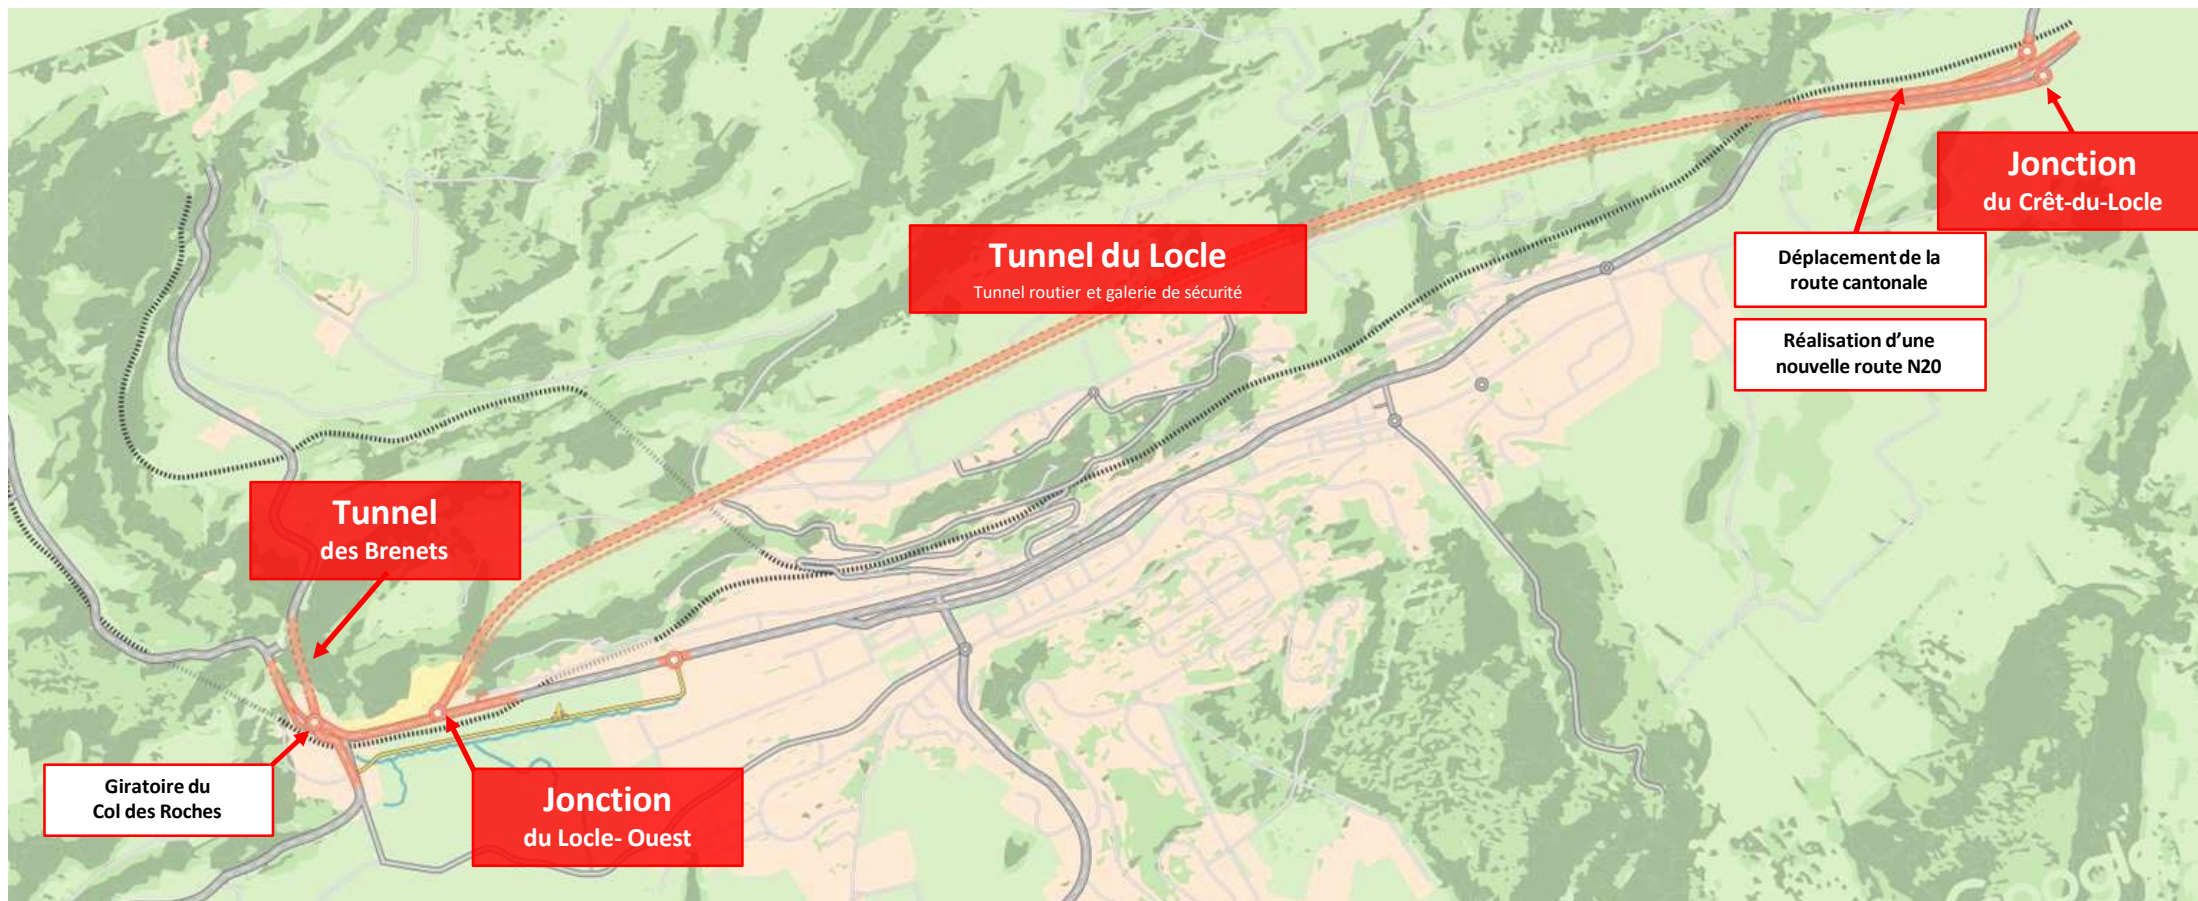 Jonction
du Crêt-du-Locle
Tunnel du Locle
Tunnel routier et galerie de sécurité
Déplacement de la
route cantonale
Réalisation d’une
nouvelle route N20
Tunnel
des Brenets
Giratoire du
Col des Roches
Jonction
du Locle- Ouest
Google